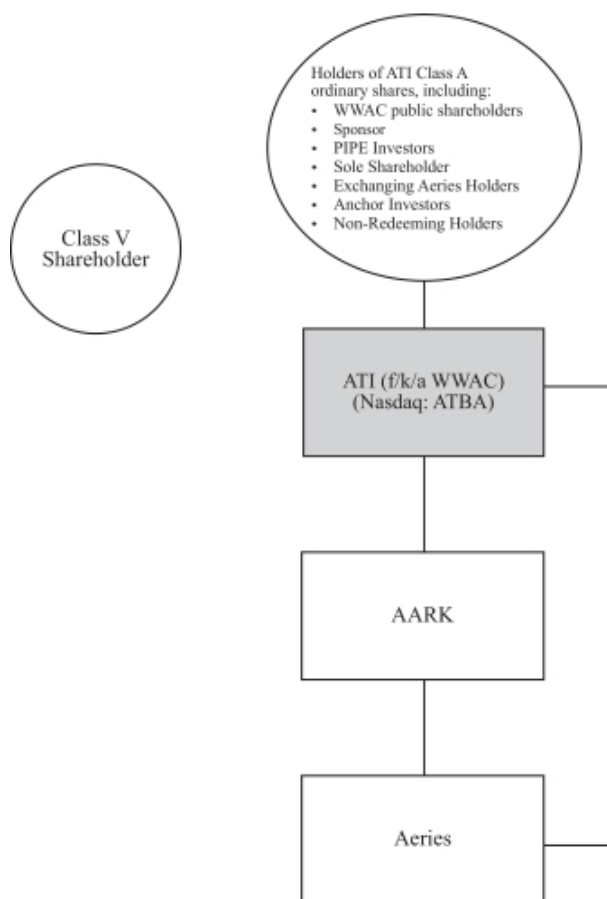 Holders of ATI Class A
ordinary shares, including:
• WWAC public shareholders
• Sponsor
• PIPE Investors
• Sole Shareholder
• Exchanging Aeries Holders
• Anchor Investors
• Non-Redeeming Holders
Class V
Shareholder
ATI (f/k/a WWAC)
(Nasdaq: ATBA)
AARK
Aeries